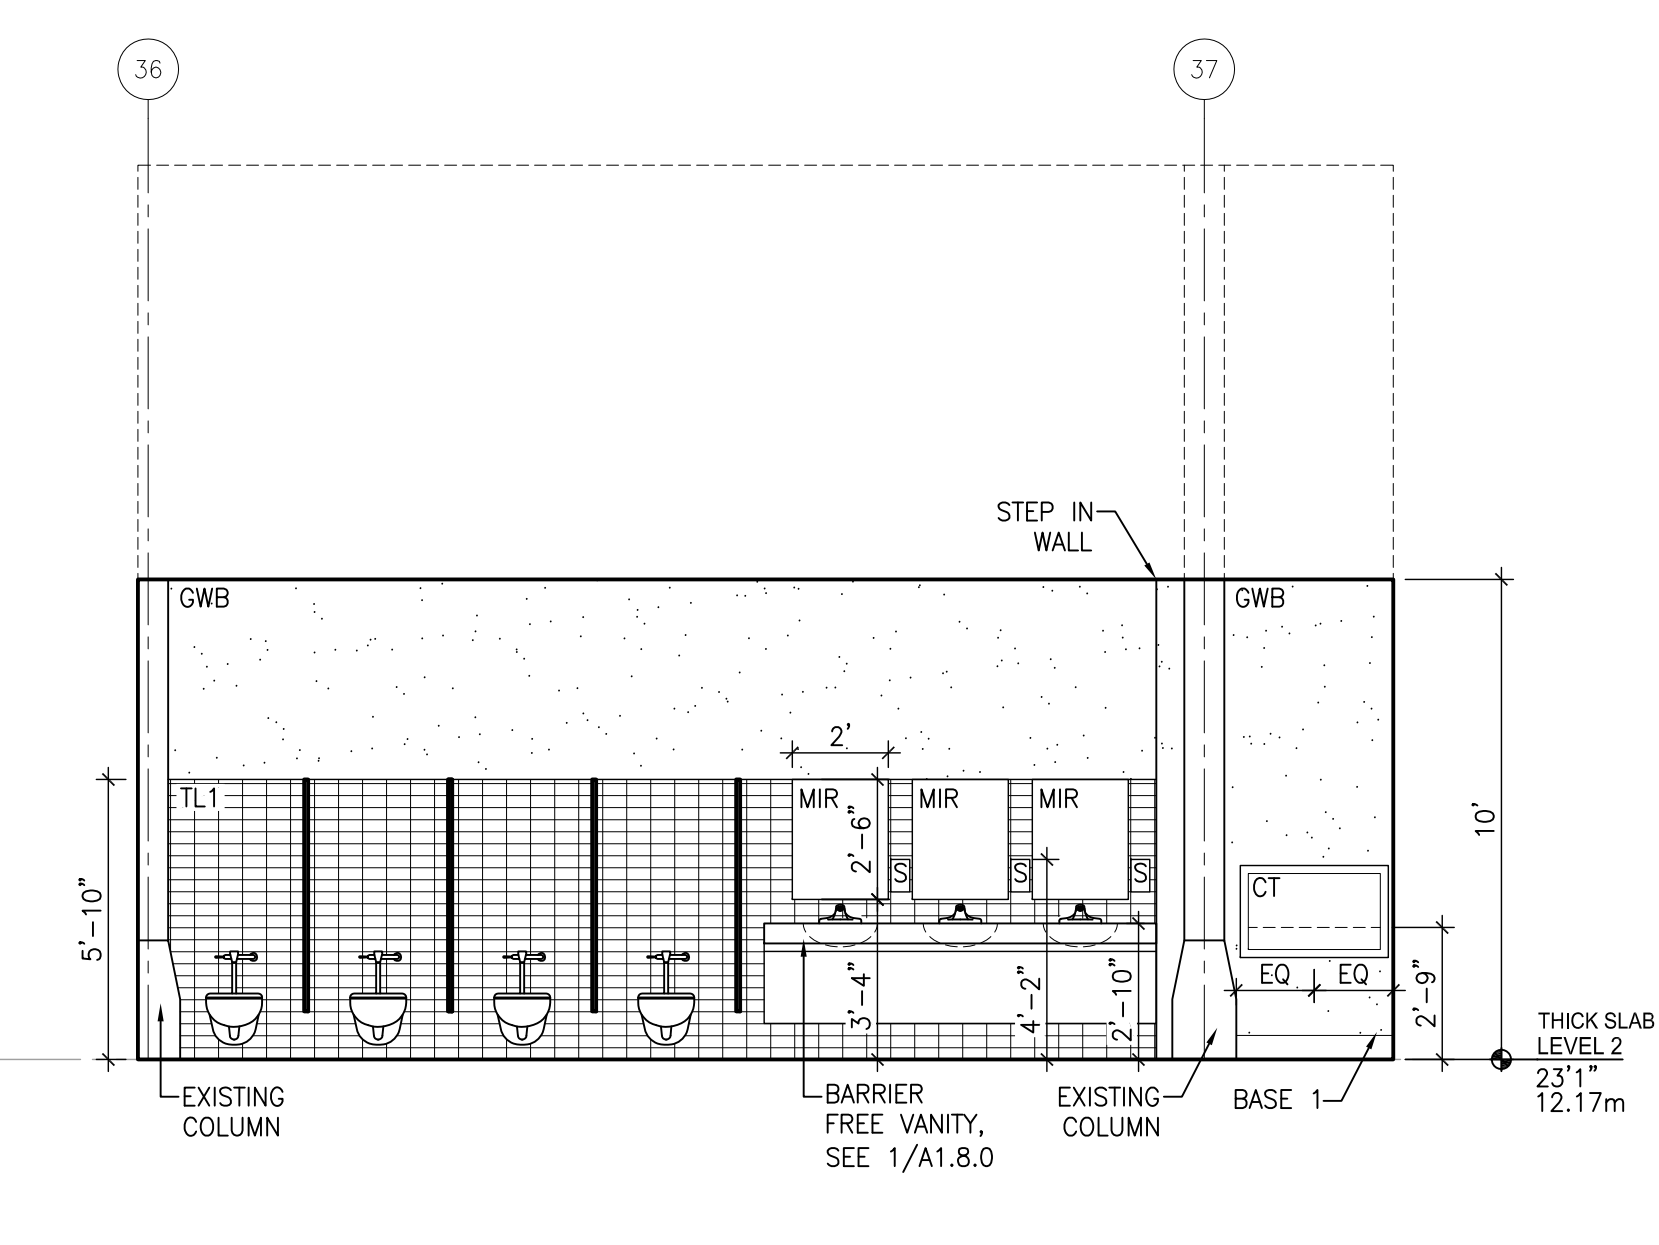 36
37
STEP IN
WALL
GWB
GWB
2'
TL1
MIR
MIR
MIR
2'-6"
S
S
S
10'
CT
5'-10"
EQ
EQ
3'-4"
4'-2"
2'-10"
2'-9"
THICK SLAB
LEVEL 2
23'1"
12.17m
EXISTING
COLUMN
BARRIER
FREE VANITY,
SEE 1/A1.8.0
EXISTING
COLUMN
BASE 1